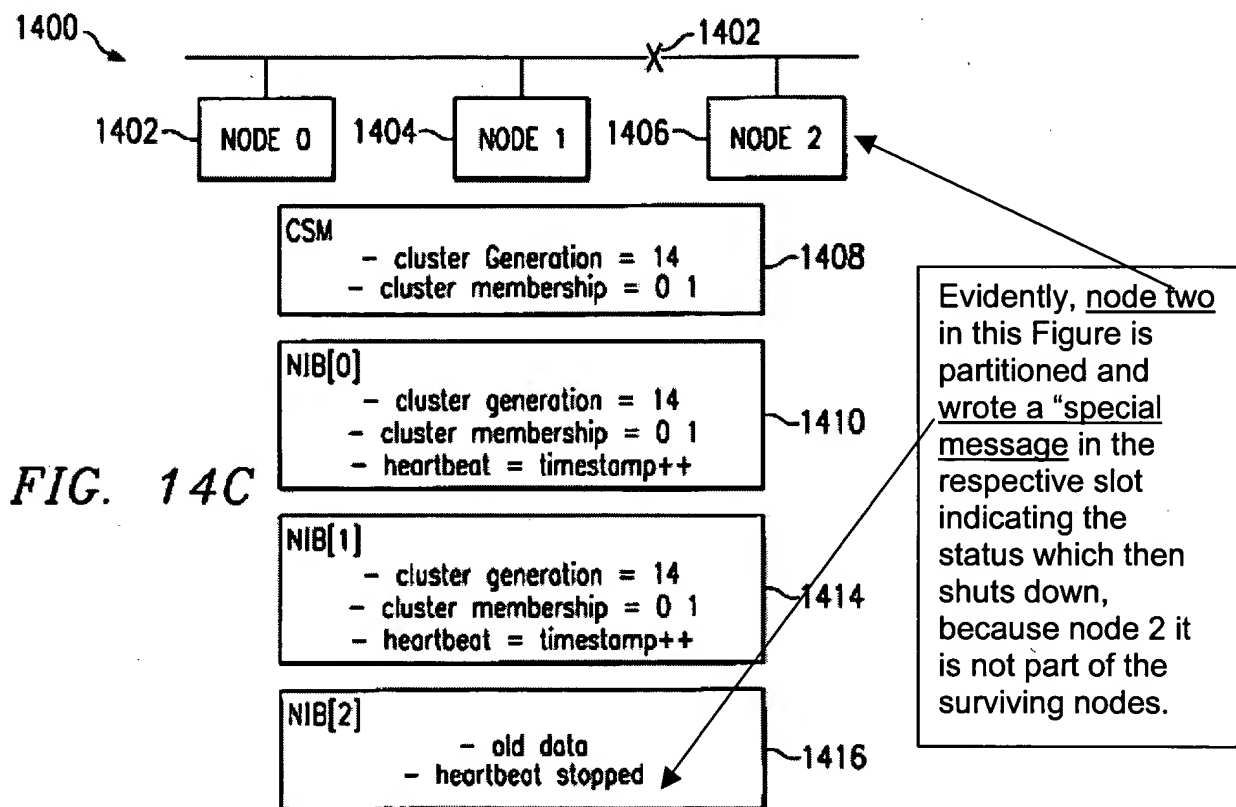 1400
1402
1402
NODE 0
1404
NODE 1
1406
NODE 2
CSM
- cluster Generation = 14
- cluster membership = 0 1
1408
NIB[0]
- cluster generation = 14
- cluster membership = 0 1
- heartbeat = timestamp++
1410
FIG. 14C
NIB[1]
- cluster generation = 14
- cluster membership = 0 1
- heartbeat = timestamp++
1414
NIB[2]
- old data
- heartbeat stopped
1416
Evidently, node two
in this Figure is
partitioned and
wrote a “special
message in the
respective slot
indicating the
status which then
shuts down,
because node 2 it
is not part of the
surviving nodes.